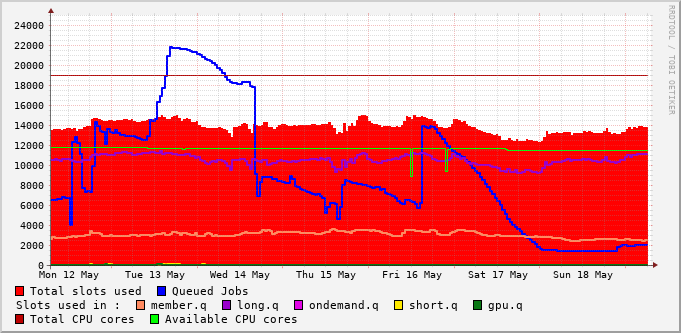 24000
22000
20000
18000
16000
14000
12000
10000
8000
6000
4000
2000
0
Mon 12 May Tue 13 May Wed 14 May Thu 15 May Fri 16 May Sat 17 May Sun 18 May
Total slots used Queued Jobs
Slots used in : member.q long.q ondemand.q short.q gpu.q
Total CPU cores Available CPU cores
RRDTOOL / TOBI OETIKER